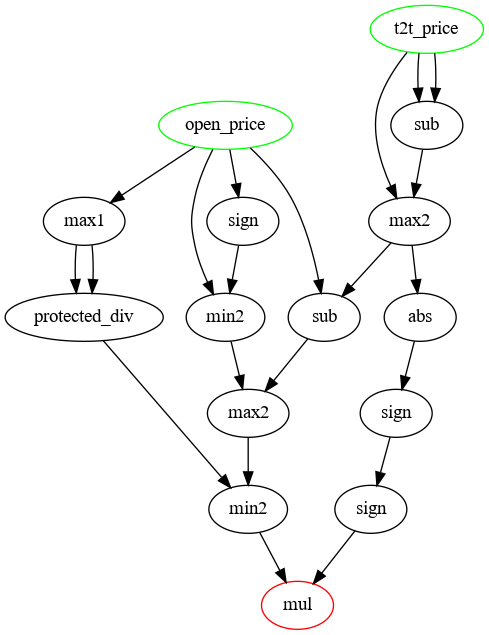 t2t_price
open_price
sub
max1
sign
max2
protected_div
min2
sub
abs
max2
sign
min2
sign
mul